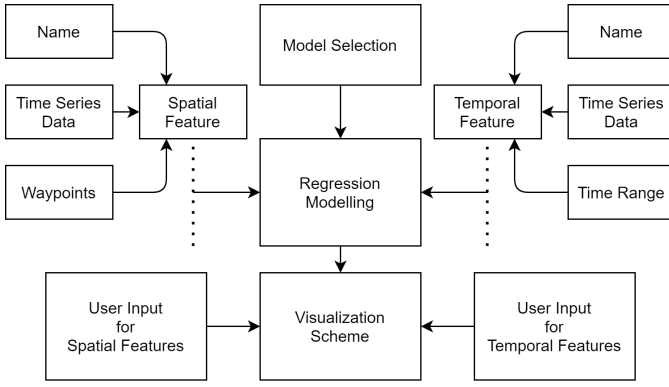 Name
Model Selection
Name
Time Series
Data
Spatial
Feature
Temporal
Feature
Time Series
Data
Waypoints
Regression
Modelling
Time Range
User Input
for
Spatial Features
Visualization
Scheme
User Input
for
Temporal Features